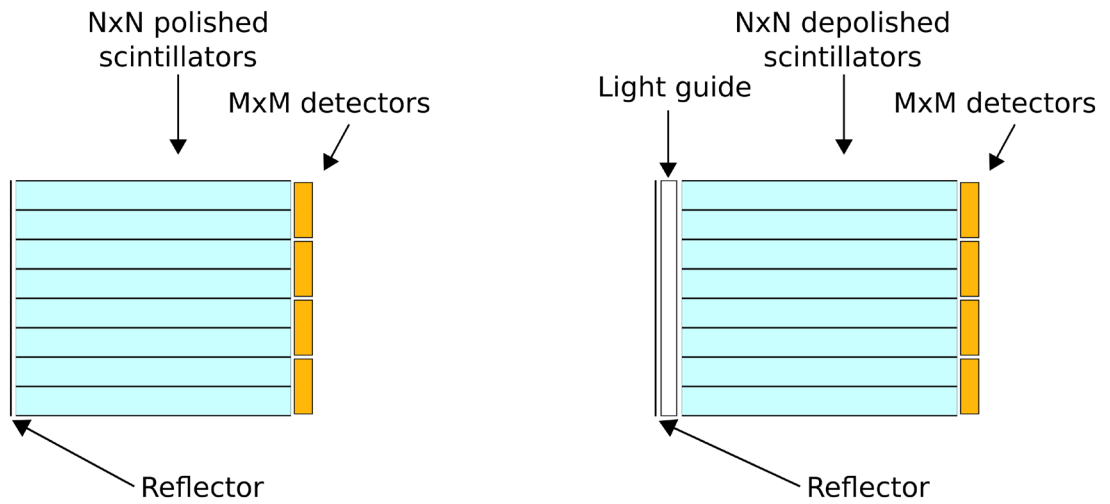 NxN polished
scintillators
MxM detectors
Reflector
NxN depolished
scintillators
Light guide
MxM detectors
Reflector